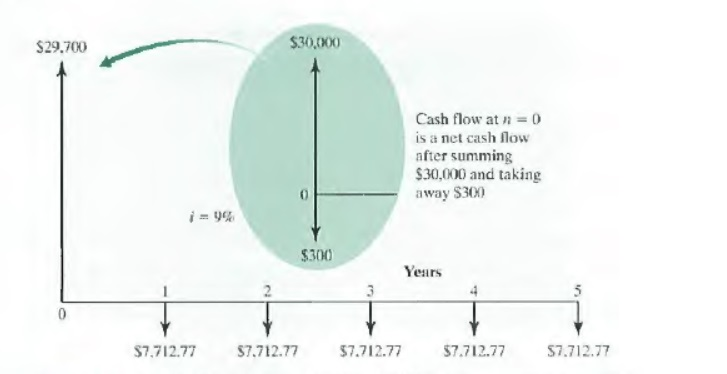 $29,700
$30,000
Cash flow at n = 0
is a net cash flow
after summing
$30,000 and taking
away $300
0
i = 9%
$300
Years
0
1
2
3
4
5
$7,712.77
$7,712.77
$7,712.77
$7,712.77
$7,712.77